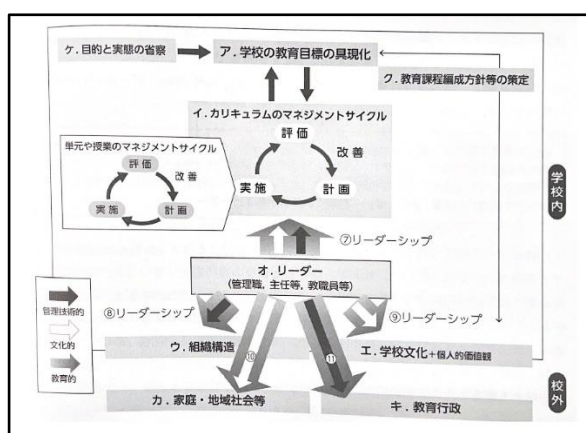 ケ.目的と実態の省察
ア.学校の教育目標の具現化
ク.教育課程編成方針等の策定
イ.カリキュラムのマネジメントサイクル
評価
改善
計画
実施
単元や授業のマネジメントサイクル
評価
改善
計画
実施
学校内
⑦リーダーシップ
オ.リーダー
(管理職,主任等,教職員等)
管理技術的
文化的
教育的
⑧リーダーシップ
⑨リーダーシップ
ウ.組織構造
⑩
⑪
エ.学校文化+個人的価値観
校外
カ.家庭・地域社会等
キ.教育行政